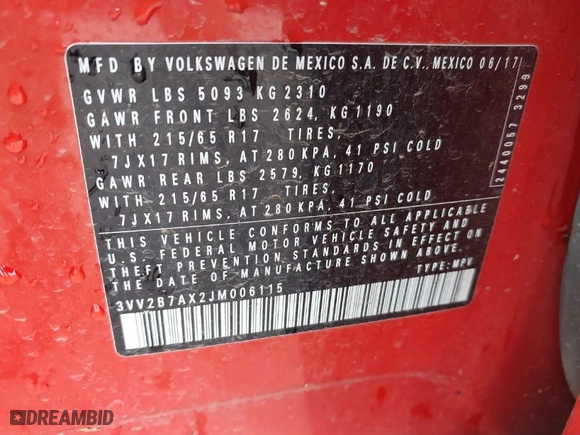 MFD BY VOLKSWAGEN DE MEXICO S.A. DE C.V., MEXICO 06/17
GVWR LBS 5093 KG 2310
GAWR FRONT LBS 2624, KG 1190
WITH 215/65 R17 TIRES,
7JX17 RIMS, AT 280 KPA, 41 PSI COLD
GAWR REAR LBS 2579, KG 1170
WITH 215/65 R17 TIRES,
7JX17 RIMS, AT 280 KPA, 41 PSI COLD
THIS VEHICLE CONFORMS TO ALL APPLICABLE
U.S. FEDERAL MOTOR VEHICLE SAFETY AND
THEFT PREVENTION STANDARDS IN EFFECT ON
THE DATE OF MANUFACTURE SHOWN ABOVE.
3VV2B7AX2JM006115 TYPE: MPV
2440057 3299
DREAMBID